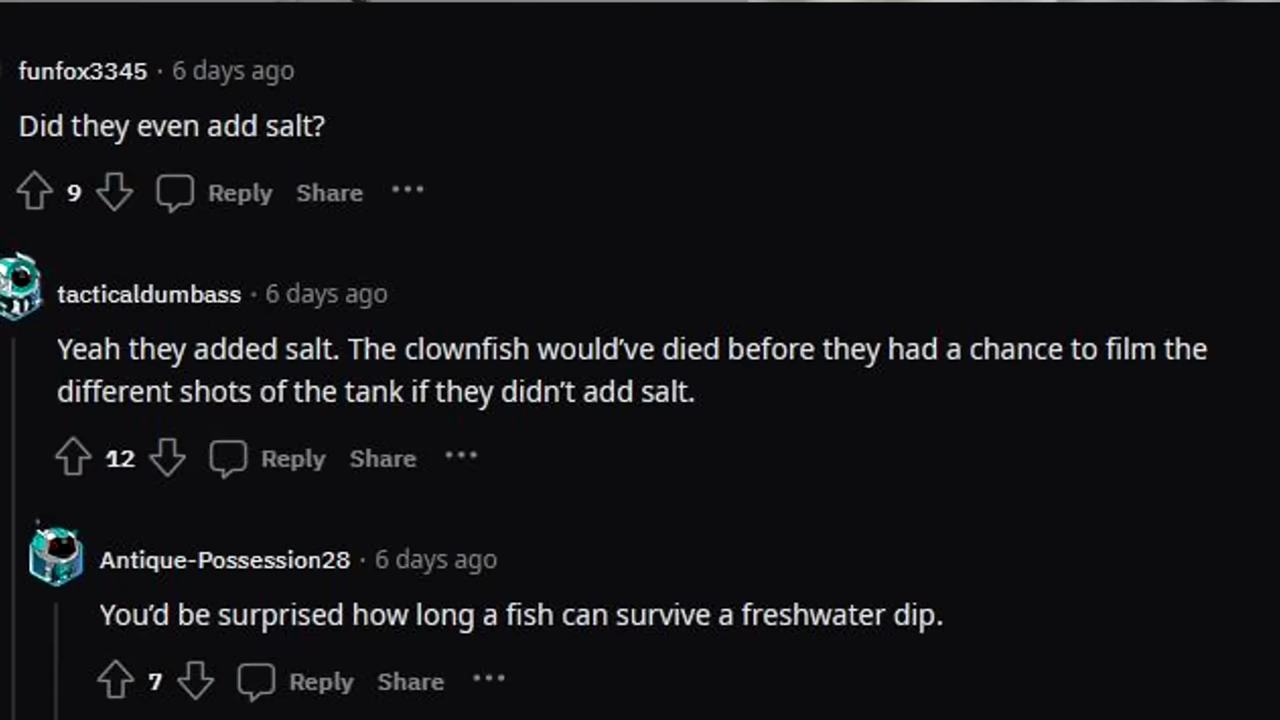 funfox3345 · 6 days ago
Did they even add salt?
9 Reply Share ···
tacticaldumbass · 6 days ago
Yeah they added salt. The clownfish would’ve died before they had a chance to film the
different shots of the tank if they didn’t add salt.
12 Reply Share ···
Antique-Possession28 · 6 days ago
You’d be surprised how long a fish can survive a freshwater dip.
7 Reply Share ···